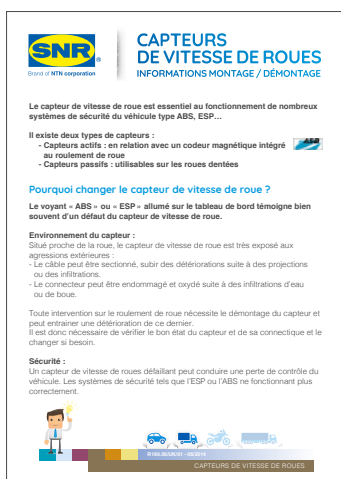 SNR
®
Brand of NTN corporation
CAPTEURS
DE VITESSE DE ROUES
INFORMATIONS MONTAGE / DÉMONTAGE
Le capteur de vitesse de roue est essentiel au fonctionnement de nombreux
systèmes de sécurité du véhicule type ABS, ESP…
Il existe deux types de capteurs :
- Capteurs actifs : en relation avec un codeur magnétique intégré
au roulement de roue
- Capteurs passifs : utilisables sur les roues dentées
ASB
Pourquoi changer le capteur de vitesse de roue ?
Le voyant « ABS » ou « ESP » allumé sur le tableau de bord témoigne bien
souvent d'un défaut du capteur de vitesse de roue.
Environnement du capteur :
Situé proche de la roue, le capteur de vitesse de roue est très exposé aux
agressions extérieures :
- Le câble peut être sectionné, subir des détériorations suite à des projections
ou des infiltrations.
- Le connecteur peut être endommagé et oxydé suite à des infiltrations d'eau
ou de boue.
Toute intervention sur le roulement de roue nécessite le démontage du capteur et
peut entrainer une détérioration de ce dernier.
Il est donc nécessaire de vérifier le bon état du capteur et de sa connectique et le
changer si besoin.
Sécurité :
Un capteur de vitesse de roues défaillant peut conduire une perte de contrôle du
véhicule. Les systèmes de sécurité tels que l'ESP ou l'ABS ne fonctionnant plus
correctement.
CAPTEURS DE VITESSE DE ROUES